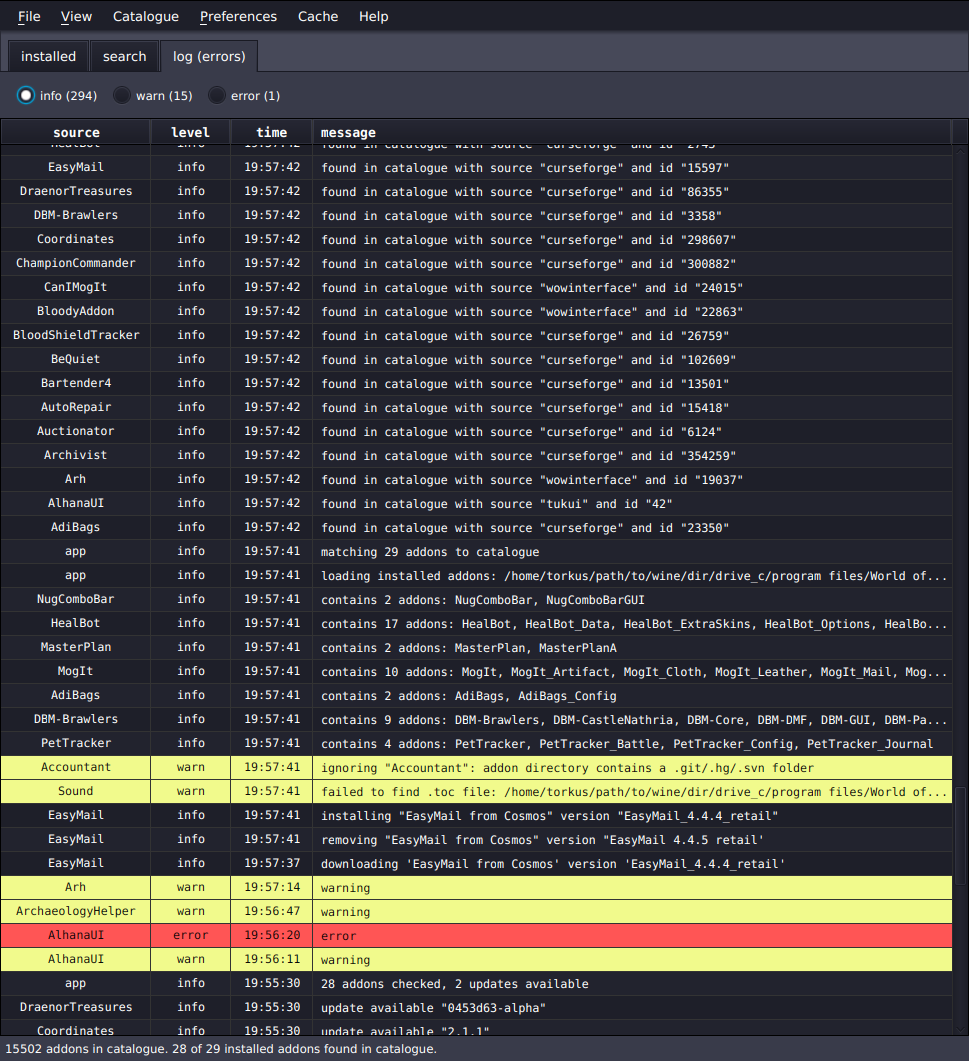 File View Catalogue Preferences Cache Help
installed search log (errors)
info (294) warn (15) error (1)
source level time message
HealBot info 19:57:42 found in catalogue with source "curseforge" and id "2743"
EasyMail info 19:57:42 found in catalogue with source "curseforge" and id "15597"
DraenorTreasures info 19:57:42 found in catalogue with source "curseforge" and id "86355"
DBM-Brawlers info 19:57:42 found in catalogue with source "curseforge" and id "3358"
Coordinates info 19:57:42 found in catalogue with source "curseforge" and id "298607"
ChampionCommander info 19:57:42 found in catalogue with source "curseforge" and id "300882"
CanIMogIt info 19:57:42 found in catalogue with source "wowinterface" and id "24015"
BloodyAddon info 19:57:42 found in catalogue with source "wowinterface" and id "22863"
BloodShieldTracker info 19:57:42 found in catalogue with source "curseforge" and id "26759"
BeQuiet info 19:57:42 found in catalogue with source "curseforge" and id "102609"
Bartender4 info 19:57:42 found in catalogue with source "curseforge" and id "13501"
AutoRepair info 19:57:42 found in catalogue with source "curseforge" and id "15418"
Auctionator info 19:57:42 found in catalogue with source "curseforge" and id "6124"
Archivist info 19:57:42 found in catalogue with source "curseforge" and id "354259"
Arh info 19:57:42 found in catalogue with source "wowinterface" and id "19037"
AlhanaUI info 19:57:42 found in catalogue with source "tukui" and id "42"
AdiBags info 19:57:42 found in catalogue with source "curseforge" and id "23350"
app info 19:57:41 matching 29 addons to catalogue
app info 19:57:41 loading installed addons: /home/torkus/path/to/wine/dir/drive_c/program files/World of...
NugComboBar info 19:57:41 contains 2 addons: NugComboBar, NugComboBarGUI
HealBot info 19:57:41 contains 17 addons: HealBot, HealBot_Data, HealBot_ExtraSkins, HealBot_Options, HealBo...
MasterPlan info 19:57:41 contains 2 addons: MasterPlan, MasterPlanA
MogIt info 19:57:41 contains 10 addons: MogIt, MogIt_Artifact, MogIt_Cloth, MogIt_Leather, MogIt_Mail, Mog...
AdiBags info 19:57:41 contains 2 addons: AdiBags, AdiBags_Config
DBM-Brawlers info 19:57:41 contains 9 addons: DBM-Brawlers, DBM-CastleNathria, DBM-Core, DBM-DMF, DBM-GUI, DBM-Pa...
PetTracker info 19:57:41 contains 4 addons: PetTracker, PetTracker_Battle, PetTracker_Config, PetTracker_Journal
Accountant warn 19:57:41 ignoring "Accountant": addon directory contains a .git/.hg/.svn folder
Sound warn 19:57:41 failed to find .toc file: /home/torkus/path/to/wine/dir/drive_c/program files/World of...
EasyMail info 19:57:41 installing "EasyMail from Cosmos" version "EasyMail_4.4.4_retail"
EasyMail info 19:57:41 removing "EasyMail from Cosmos" version "EasyMail 4.4.5 retail'
EasyMail info 19:57:37 downloading 'EasyMail from Cosmos' version 'EasyMail_4.4.4_retail'
Arh warn 19:57:14 warning
ArchaeologyHelper warn 19:56:47 warning
AlhanaUI error 19:56:20 error
AlhanaUI warn 19:56:11 warning
app info 19:55:30 28 addons checked, 2 updates available
DraenorTreasures info 19:55:30 update available "0453d63-alpha"
Coordinates info 19:55:30 update available "2.1.1"
15502 addons in catalogue. 28 of 29 installed addons found in catalogue.